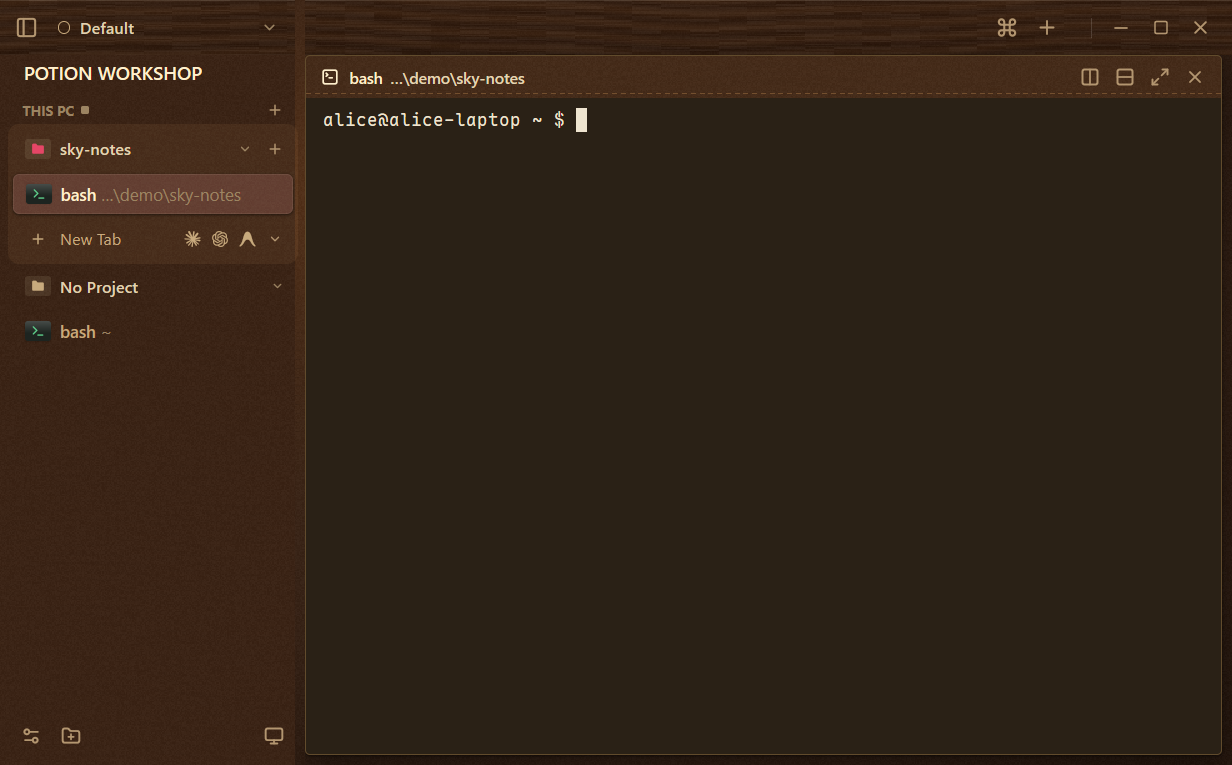 Default
POTION WORKSHOP
THIS PC
sky-notes
bash ...\demo\sky-notes
New Tab
No Project
bash ~
bash ...\demo\sky-notes
alice@alice-laptop ~ $